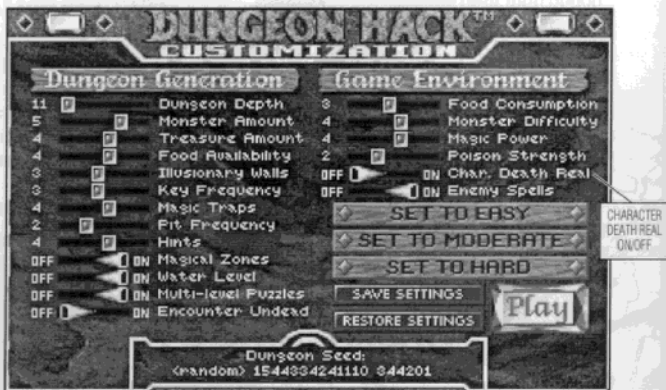 DUNGEON HACK™
CUSTOMIZATION
Dungeon Generation
11 Dungeon Depth
5 Monster Amount
4 Treasure Amount
4 Food Availability
3 Illusionary Walls
3 Key Frequency
4 Magic Traps
2 Pit Frequency
4 Hints
OFF ON Magical Zones
OFF ON Water Level
OFF ON Multi-level Puzzles
OFF ON Encounter Undead
Game Environment
3 Food Consumption
4 Monster Difficulty
4 Magic Power
2 Poison Strength
OFF ON Char. Death Real
OFF ON Enemy Spells
SET TO EASY
SET TO MODERATE
SET TO HARD
SAVE SETTINGS
RESTORE SETTINGS
Play
Dungeon Seed:
<random> 1544334241110 344201
CHARACTER
DEATH REAL
ON/OFF